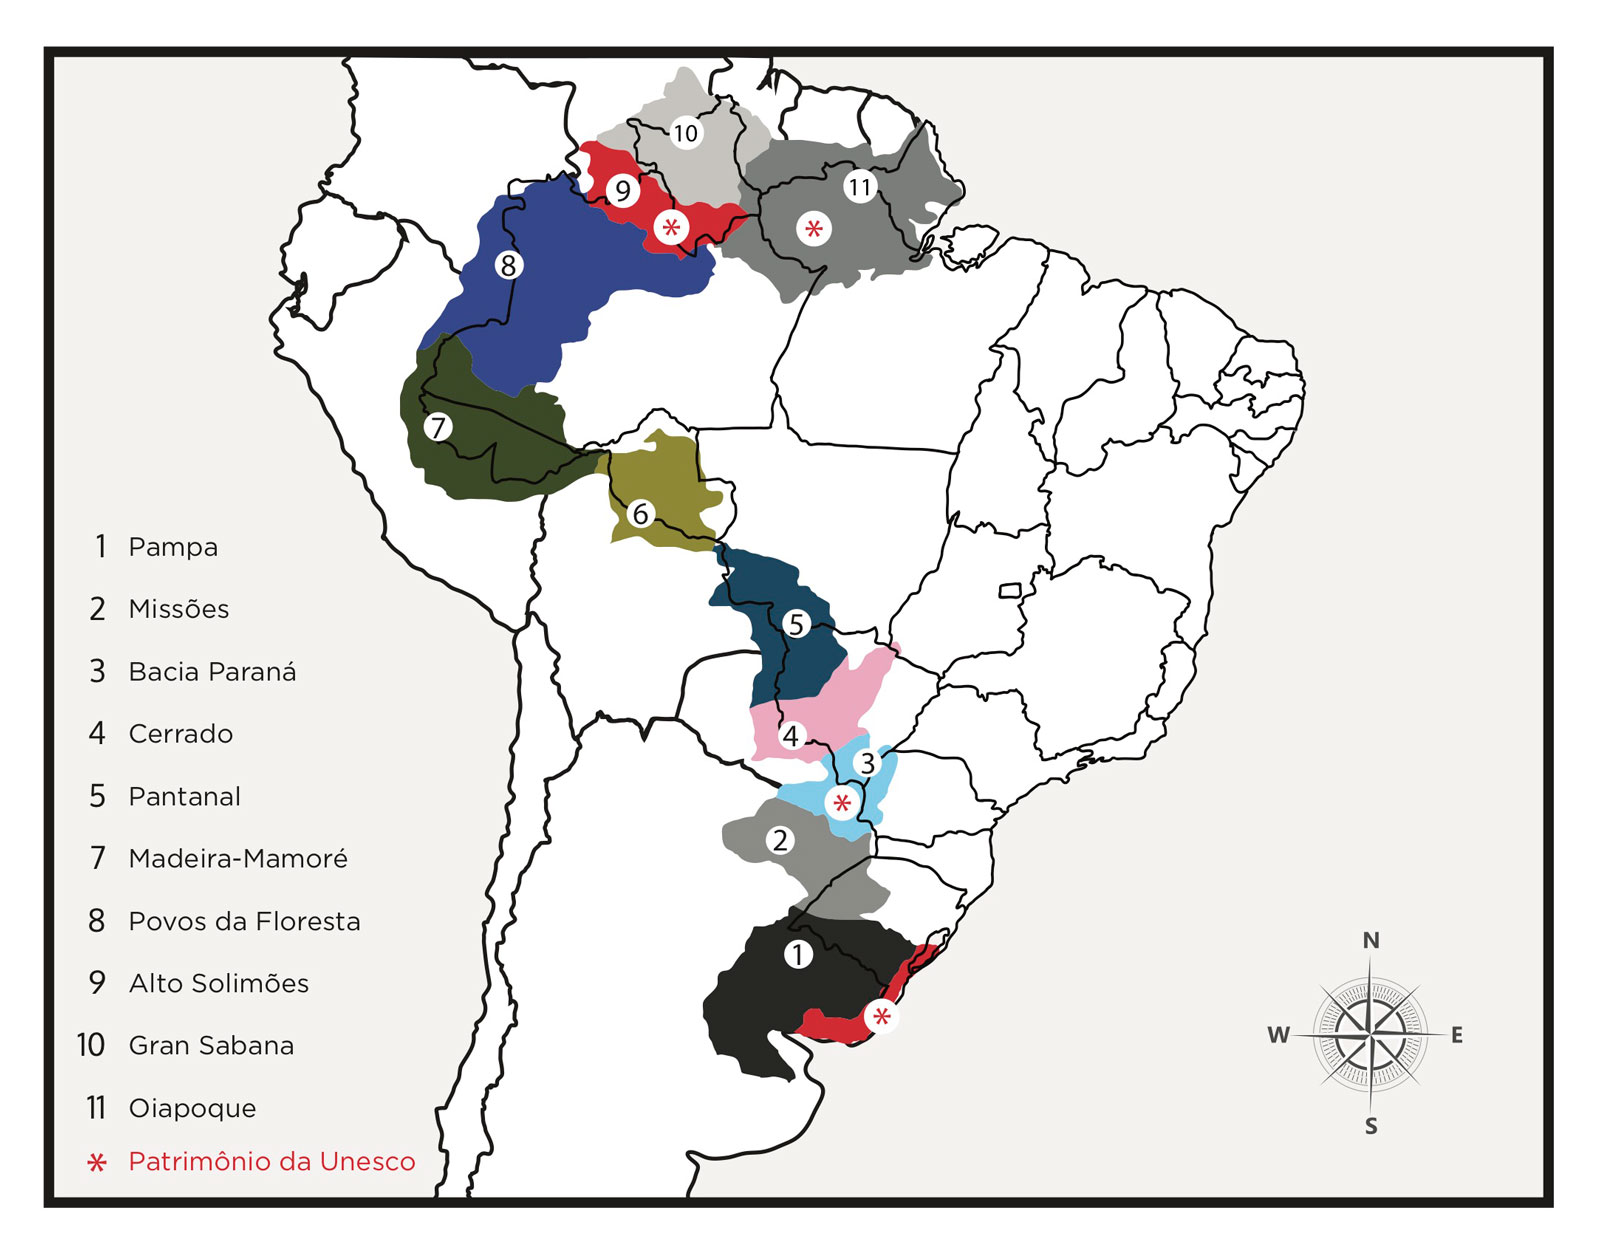 10
9
11
*
*
8
7
6
5
4
3
*
2
1
*
1 Pampa
2 Missões
3 Bacia Paraná
4 Cerrado
5 Pantanal
7 Madeira-Mamoré
8 Povos da Floresta
9 Alto Solimões
10 Gran Sabana
11 Oiapoque
* Patrimônio da Unesco
N
W E
S